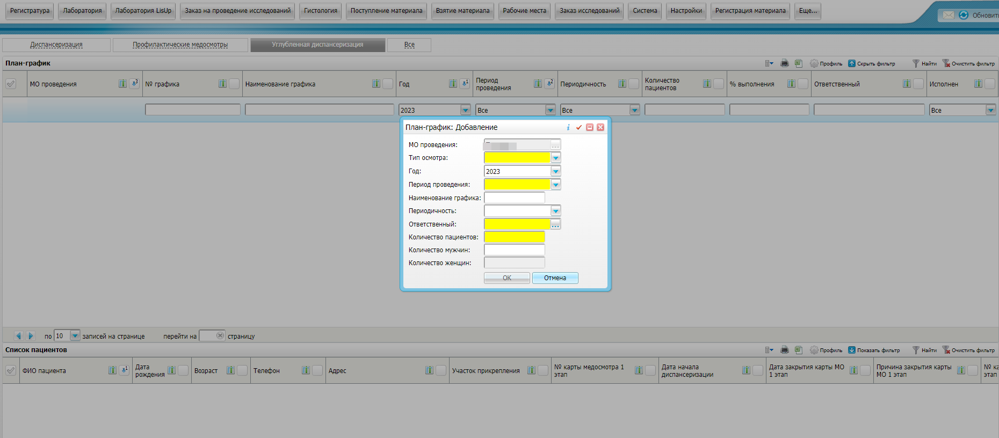 Регистратура Лаборатория Лаборатория LisUp Заказ на проведение исследований Гистология Поступление материала Взятие материала Рабочие места Заказ исследований Система Настройки Регистрация материала Еще...
Обновить
Диспансеризация Профилактические медосмотры Углубленная диспансеризация Все
План-график Профиль Скрыть фильтр Найти Очистить фильтр
МО проведения 3 № графика Наименование графика Год 1 Период проведения 2 Периодичность Количество пациентов % выполнения Ответственный Исполнен
2023 Все Все Все
План-график: Добавление
МО проведения: ...
Тип осмотра:
Год: 2023
Период проведения:
Наименование графика:
Периодичность:
Ответственный: ...
Количество пациентов:
Количество мужчин:
Количество женщин:
ОК Отмена
по 10 записей на странице перейти на страницу
Список пациентов Профиль Показать фильтр Найти Очистить фильтр
ФИО пациента 1 Дата рождения Возраст Телефон Адрес Участок прикрепления № карты медосмотра 1 этап Дата начала диспансеризации Дата закрытия карты МО 1 этап Причина закрытия карты МО 1 этап № ка
этап